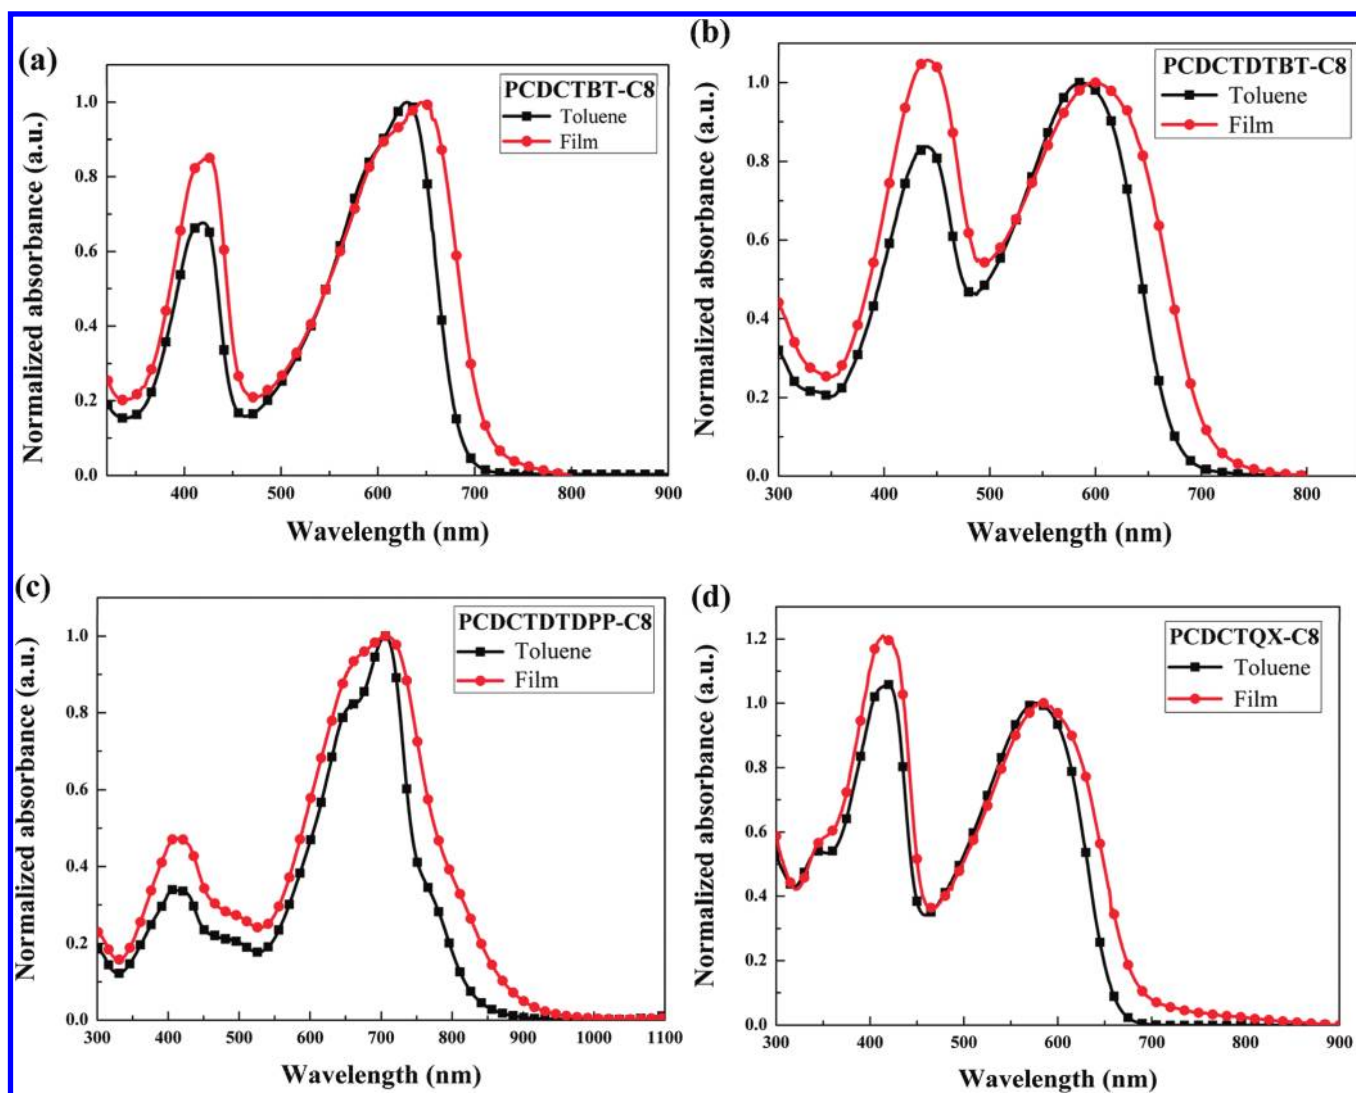 (a)
PCDCTBT-C8
Toluene
Film
Normalized absorbance (a.u.)
1.0
0.8
0.6
0.4
0.2
0.0
400 500 600 700 800 900
Wavelength (nm)
(b)
PCDCTDTBT-C8
Toluene
Film
Normalized absorbance (a.u.)
1.0
0.8
0.6
0.4
0.2
0.0
300 400 500 600 700 800
Wavelength (nm)
(c)
PCDCTDTDPP-C8
Toluene
Film
Normalized absorbance (a.u.)
1.0
0.8
0.6
0.4
0.2
0.0
300 400 500 600 700 800 900 1000 1100
Wavelength (nm)
(d)
PCDCTQX-C8
Toluene
Film
Normalized absorbance (a.u.)
1.2
1.0
0.8
0.6
0.4
0.2
0.0
300 400 500 600 700 800 900
Wavelength (nm)